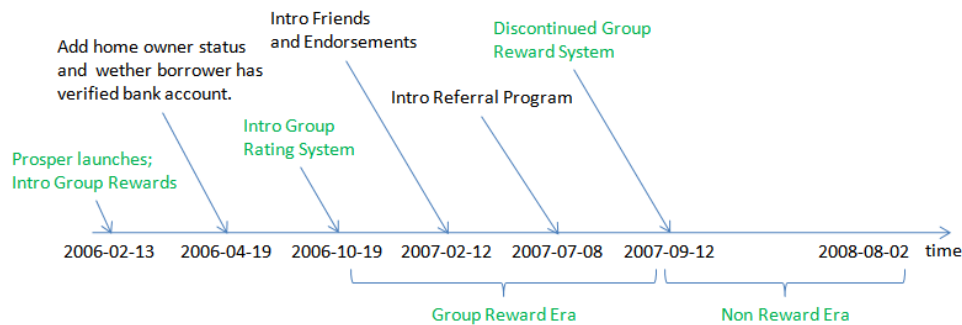 Intro Friends
and Endorsements
Discontinued Group
Reward System
Add home owner status
and wether borrower has
verified bank account.
Intro Referral Program
Intro Group
Rating System
Prosper launches;
Intro Group Rewards
2006-02-13 2006-04-19 2006-10-19 2007-02-12 2007-07-08 2007-09-12 2008-08-02 time
Group Reward Era Non Reward Era